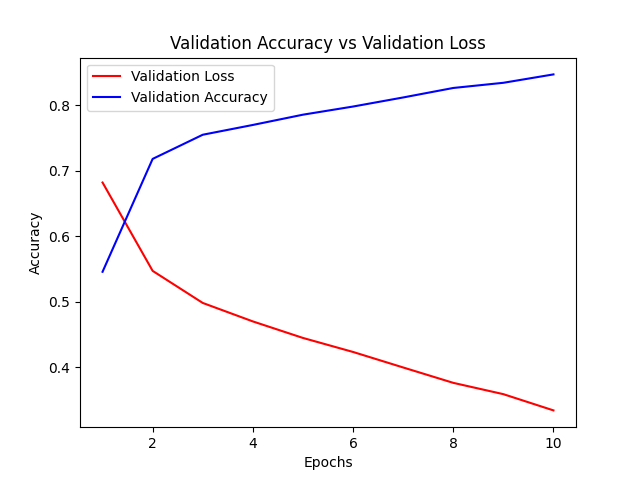 Validation Accuracy vs Validation Loss
Validation Loss
Validation Accuracy
0.8
0.7
0.6
0.5
0.4
Accuracy
2 4 6 8 10
Epochs